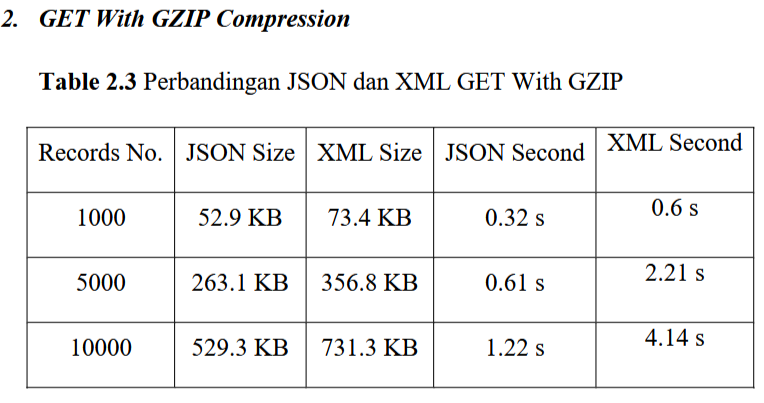 2. GET With GZIP Compression
Table 2.3 Perbandingan JSON dan XML GET With GZIP
Records No. JSON Size XML Size JSON Second XML Second
1000 52.9 KB 73.4 KB 0.32 s 0.6 s
5000 263.1 KB 356.8 KB 0.61 s 2.21 s
10000 529.3 KB 731.3 KB 1.22 s 4.14 s